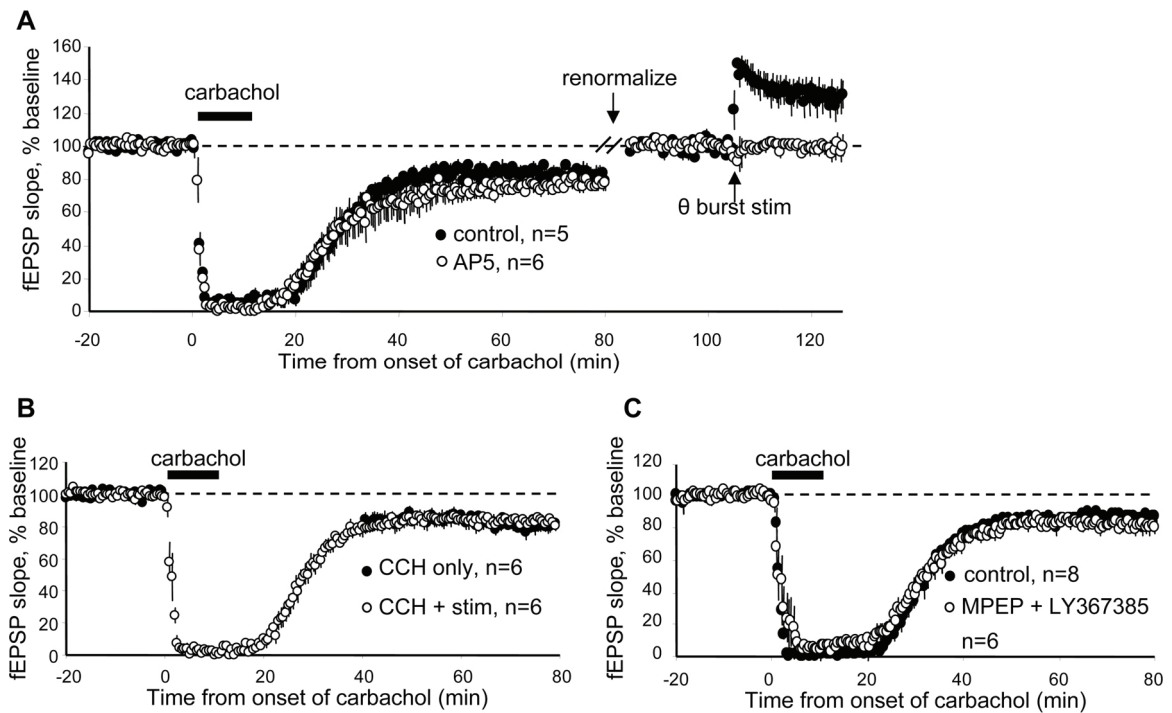 A
fEPSP slope, % baseline
160
140
120
100
80
60
40
20
0
carbachol
renormalize
θ burst stim
control, n=5
AP5, n=6
-20 0 20 40 60 80 100 120
Time from onset of carbachol (min)
B
fEPSP slope, % baseline
120
100
80
60
40
20
0
carbachol
CCH only, n=6
CCH + stim, n=6
-20 0 20 40 60 80
Time from onset of carbachol (min)
C
fEPSP slope, % baseline
120
100
80
60
40
20
0
carbachol
control, n=8
MPEP + LY367385
n=6
-20 0 20 40 60 80
Time from onset of carbachol (min)